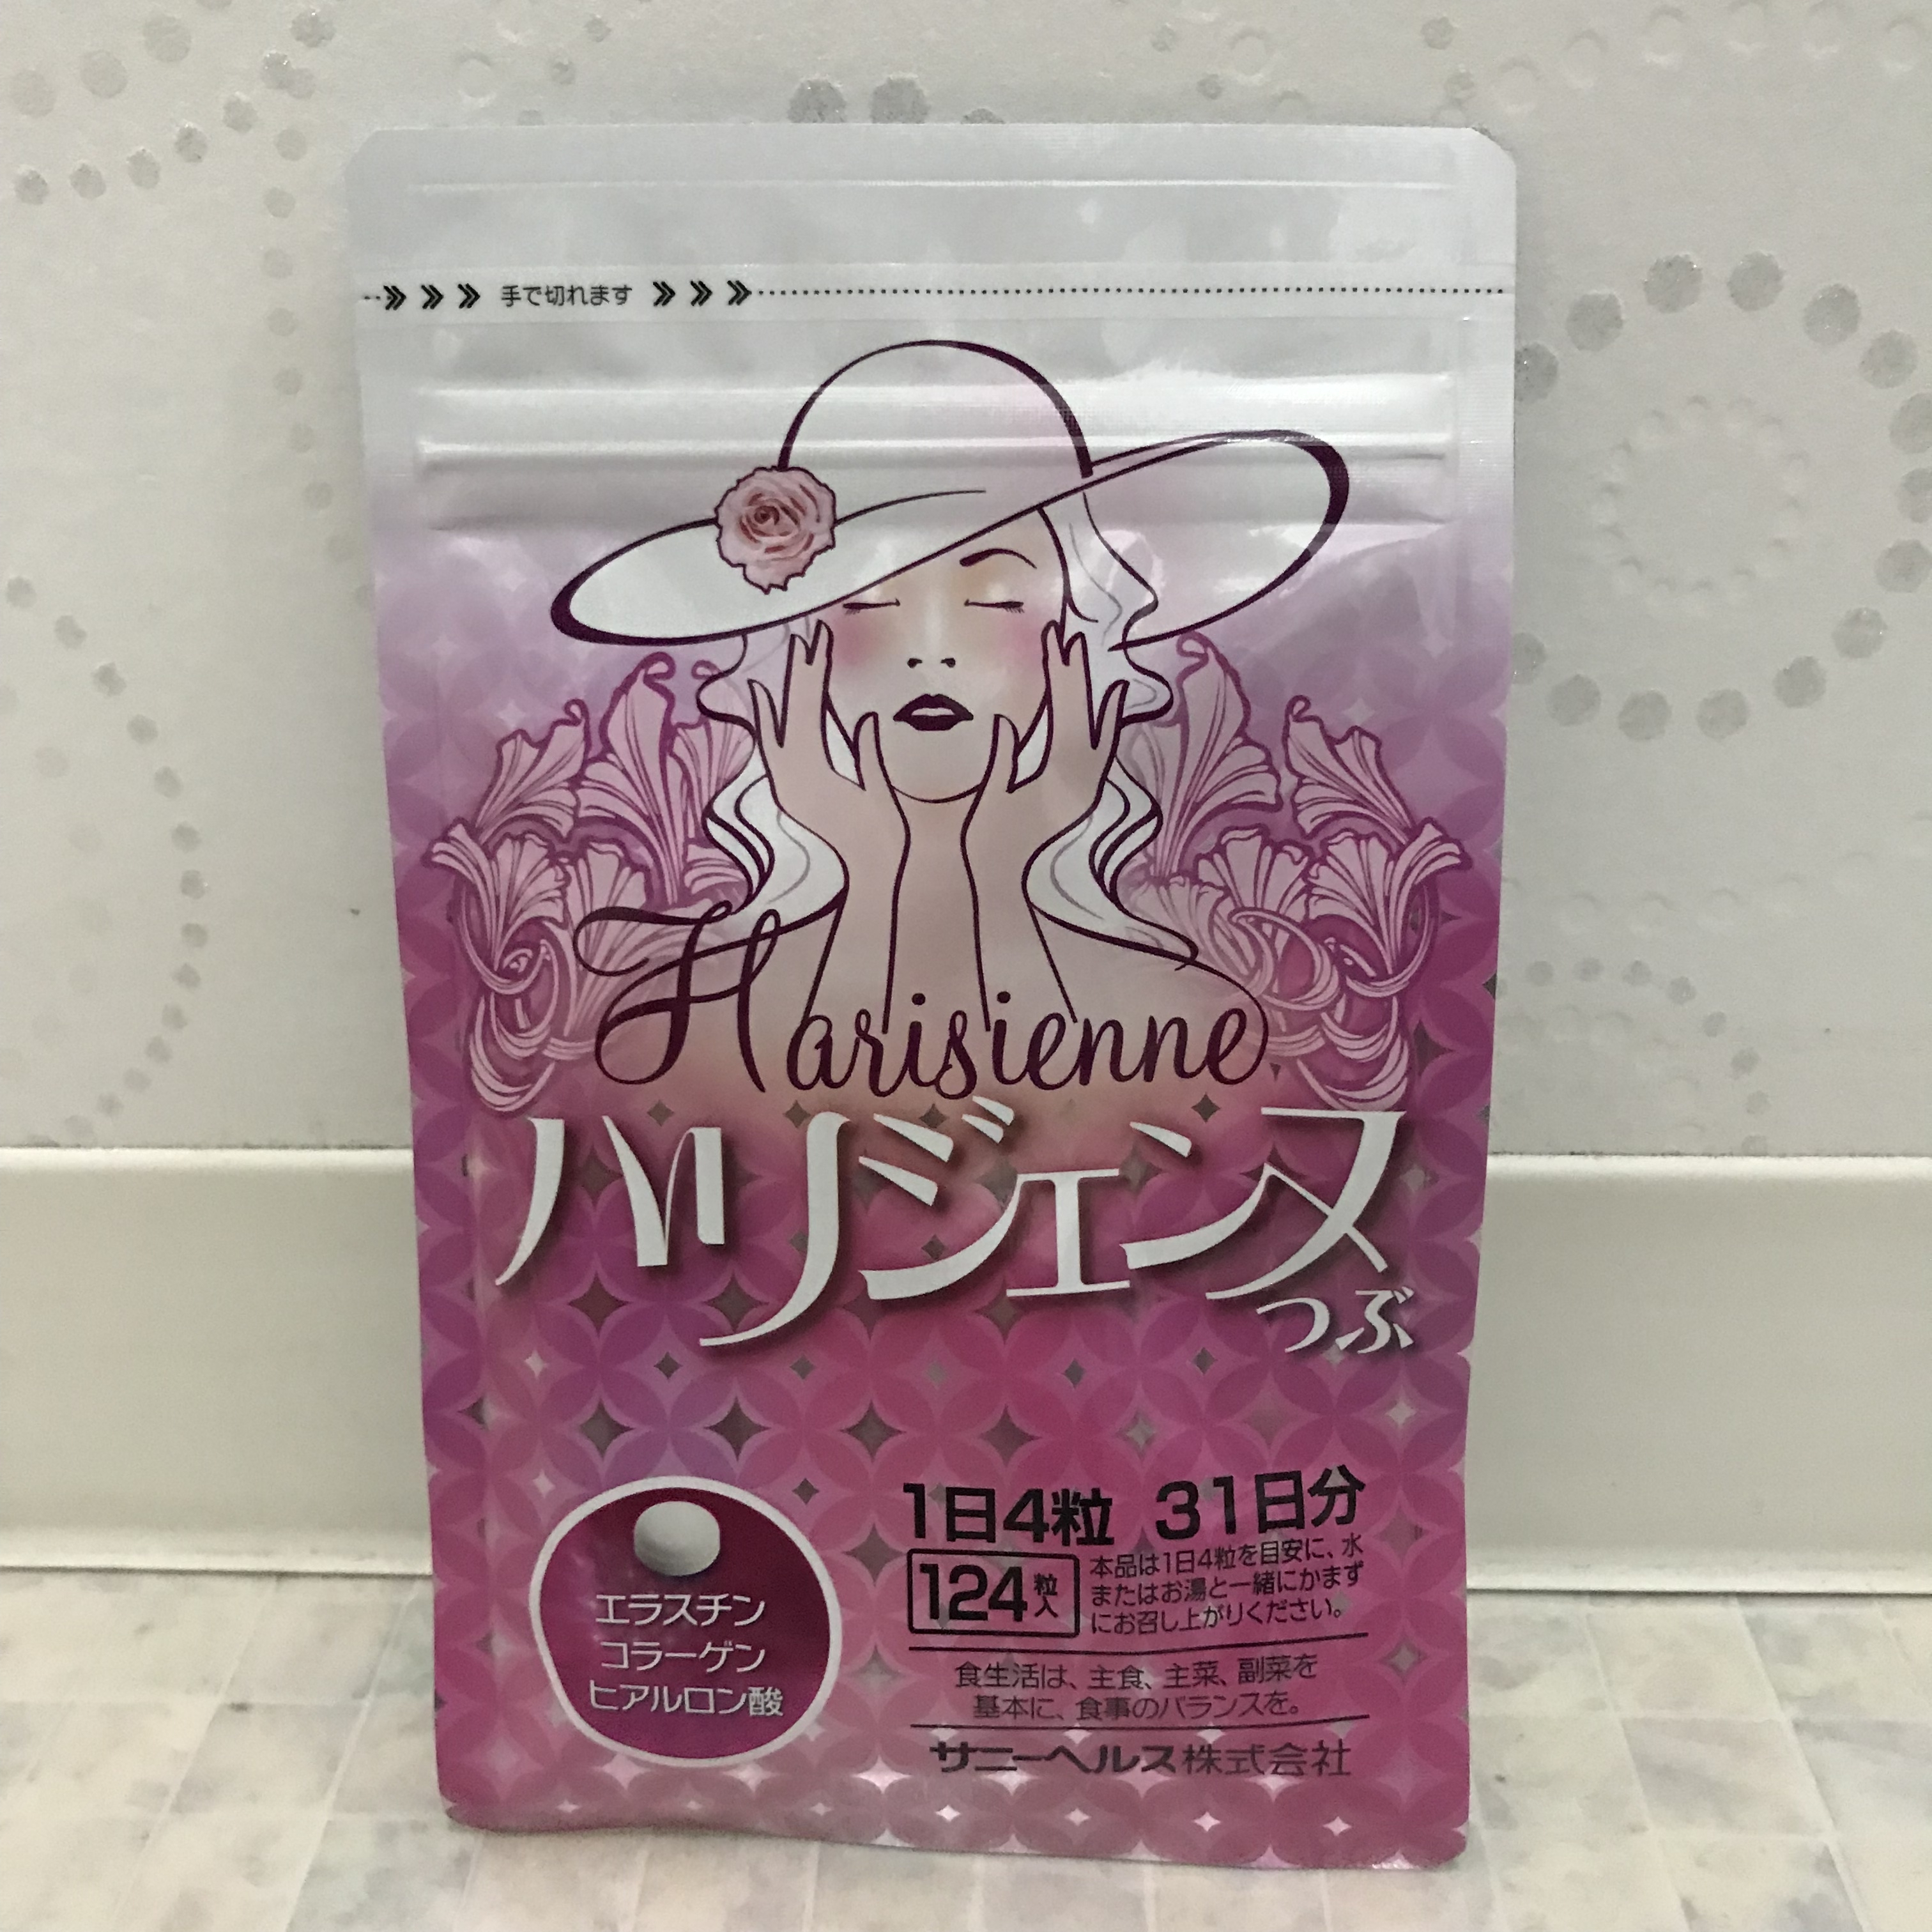 手で切れます
Harisienne
ハリジェンヌ
つぶ
エラスチン
コラーゲン
ヒアルロン酸
1日4粒 31日分
124粒入
本品は1日4粒を目安に、水
またはお湯と一緒にかまず
にお召し上がりください。
食生活は、主食、主菜、副菜を
基本に、食事のバランスを。
サニーヘルス株式会社